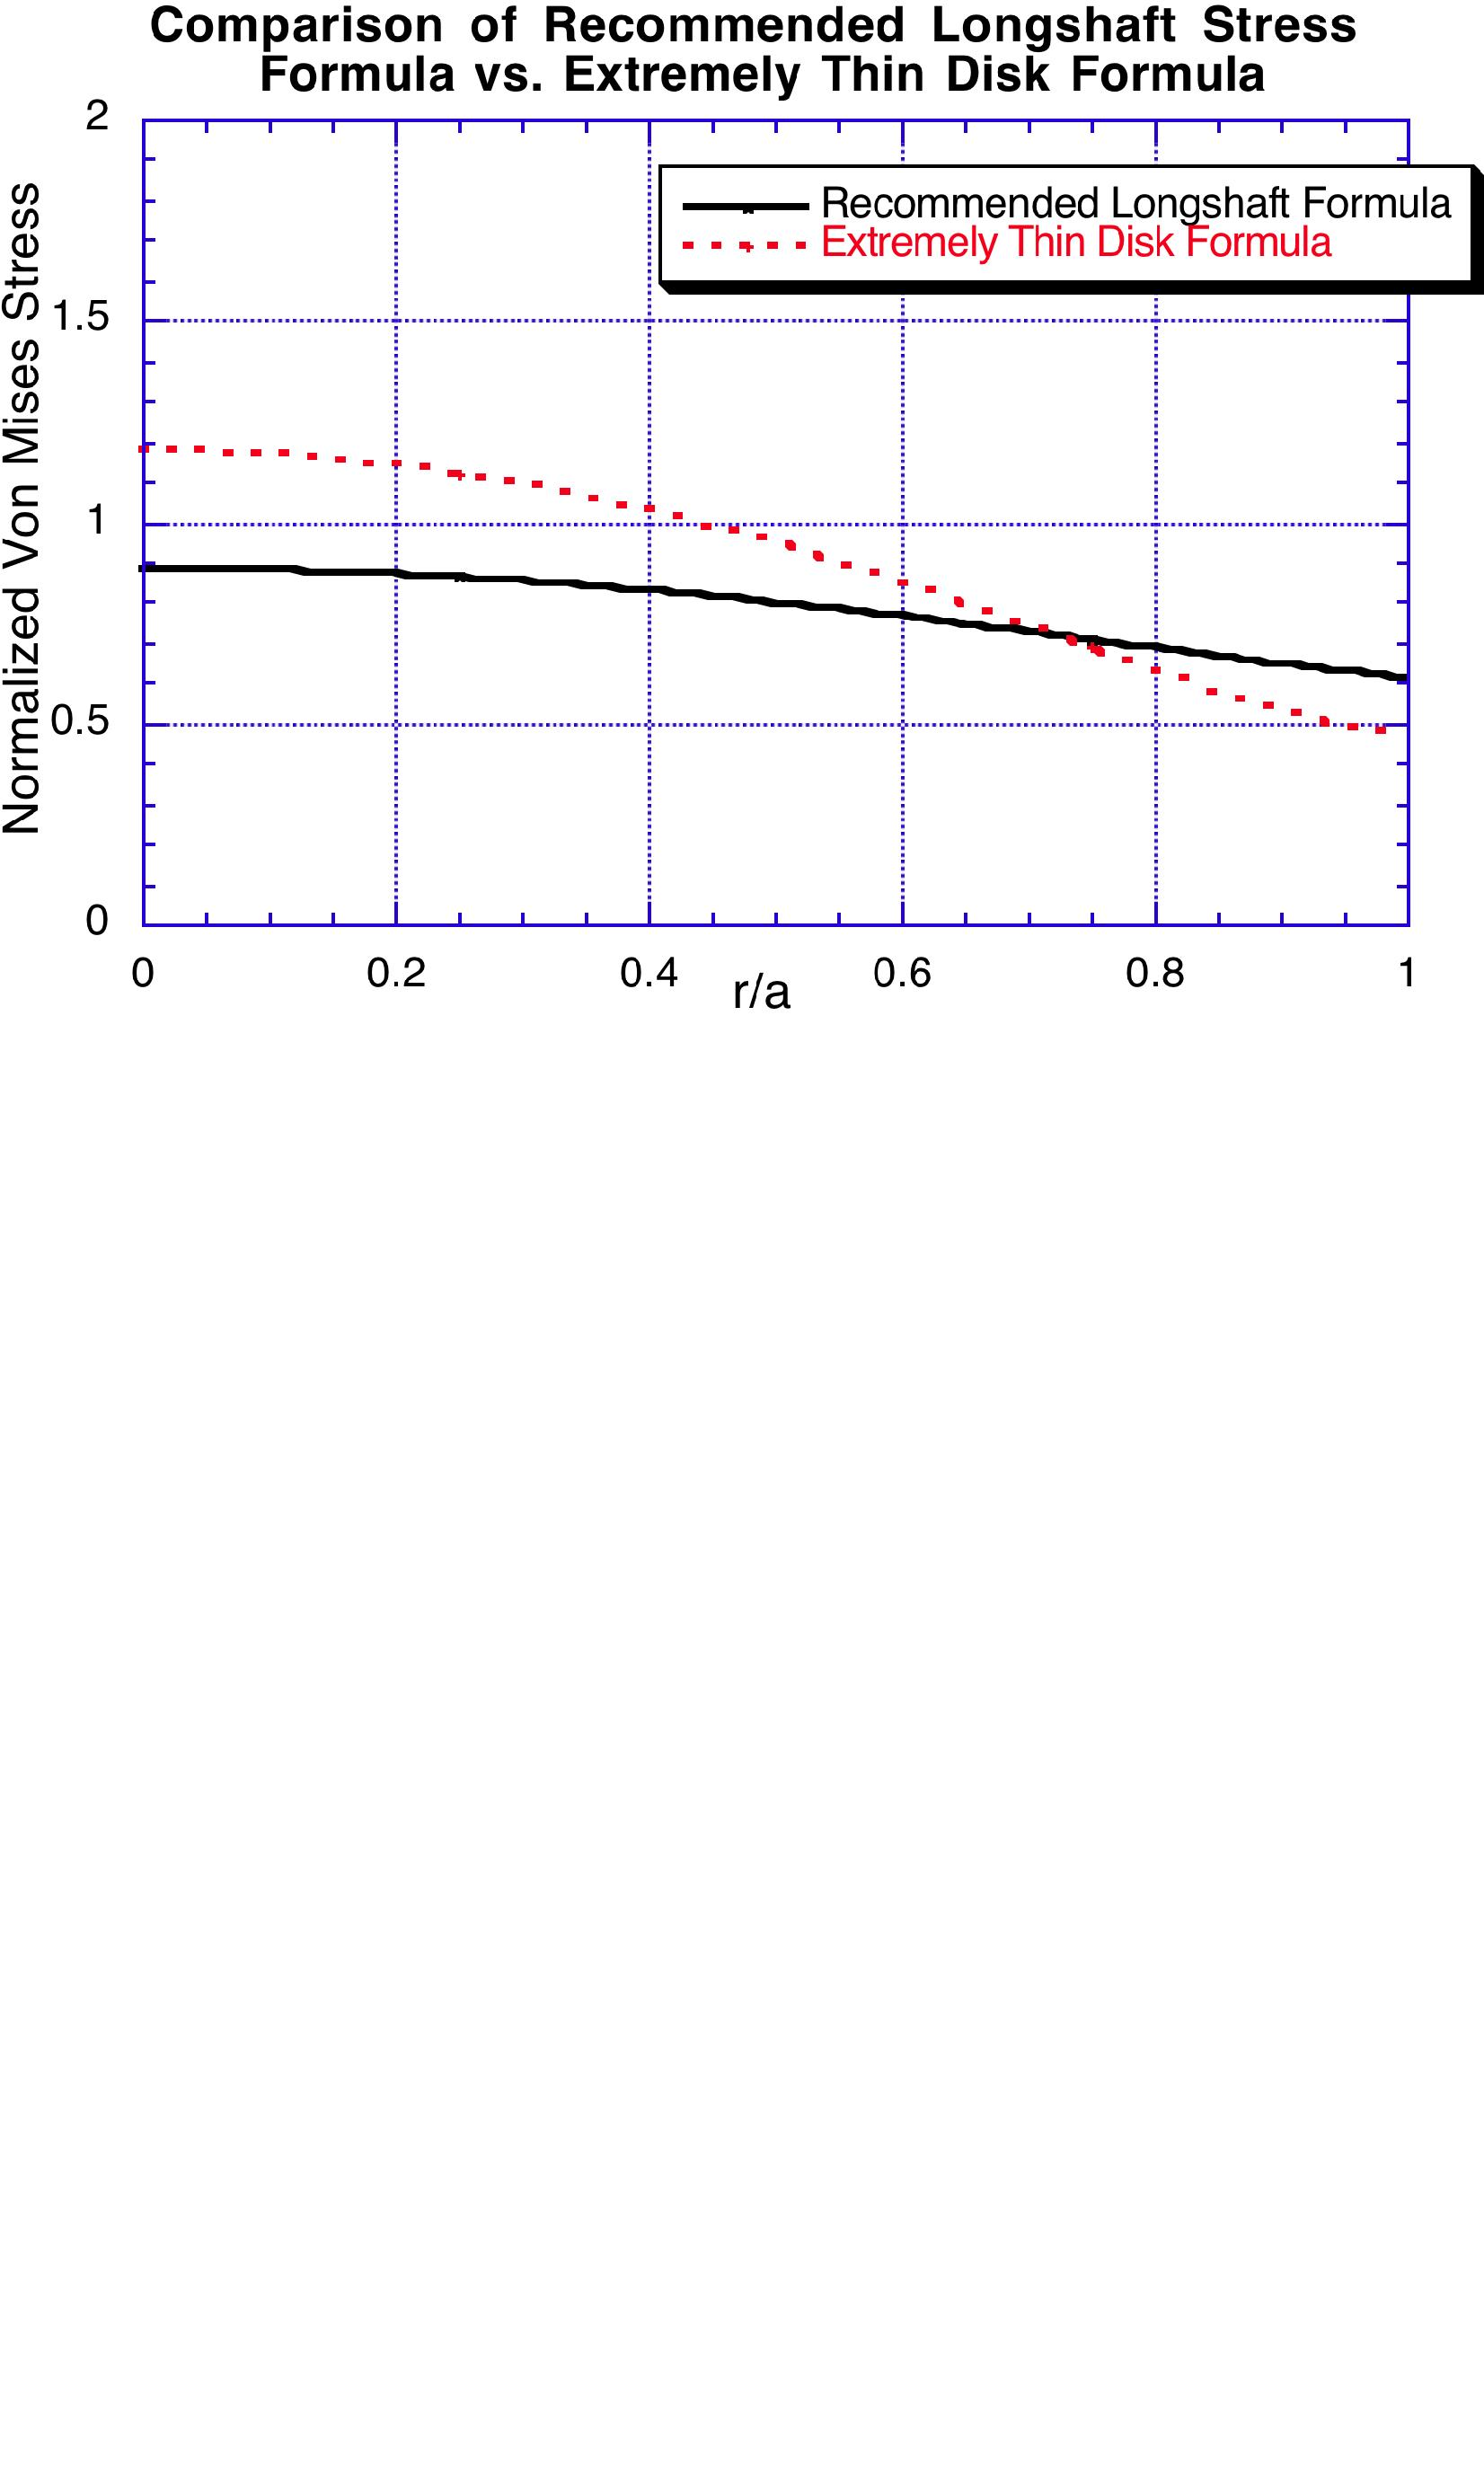 Comparison of Recommended Longshaft Stress
Formula vs. Extremely Thin Disk Formula
Normalized Von Mises Stress
2
1.5
1
0.5
0
Recommended Longshaft Formula
Extremely Thin Disk Formula
0 0.2 0.4 0.6 0.8 1
r/a